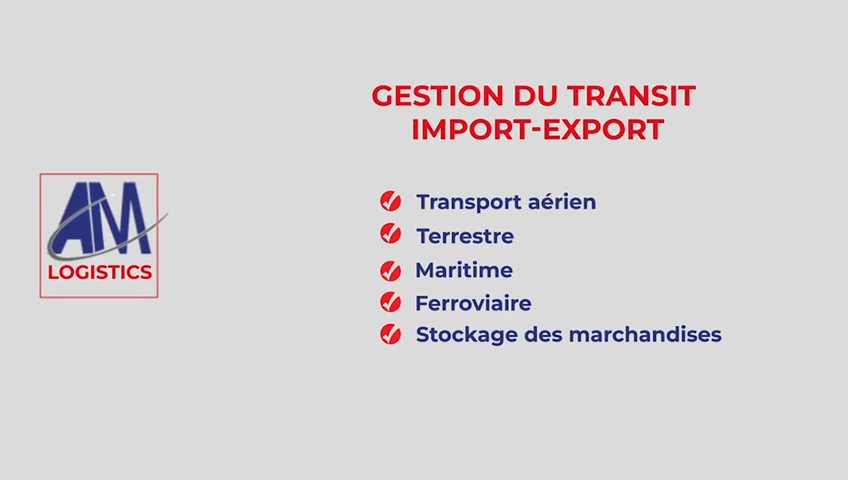 GESTION DU TRANSIT
IMPORT-EXPORT
AM
LOGISTICS
Transport aérien
Terrestre
Maritime
Ferroviaire
Stockage des marchandises